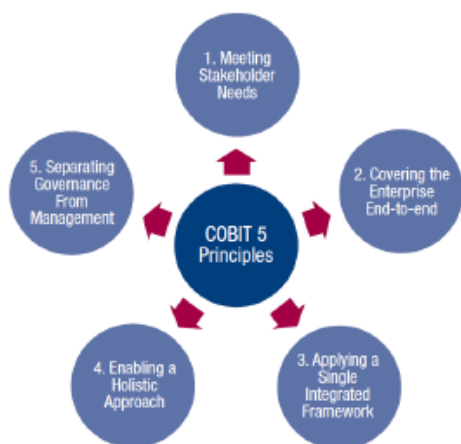 1. Meeting
Stakeholder
Needs
5. Separating
Governance
From
Management
2. Covering the
Enterprise
End-to-end
COBIT 5
Principles
4. Enabling a
Holistic
Approach
3. Applying a
Single
Integrated
Framework